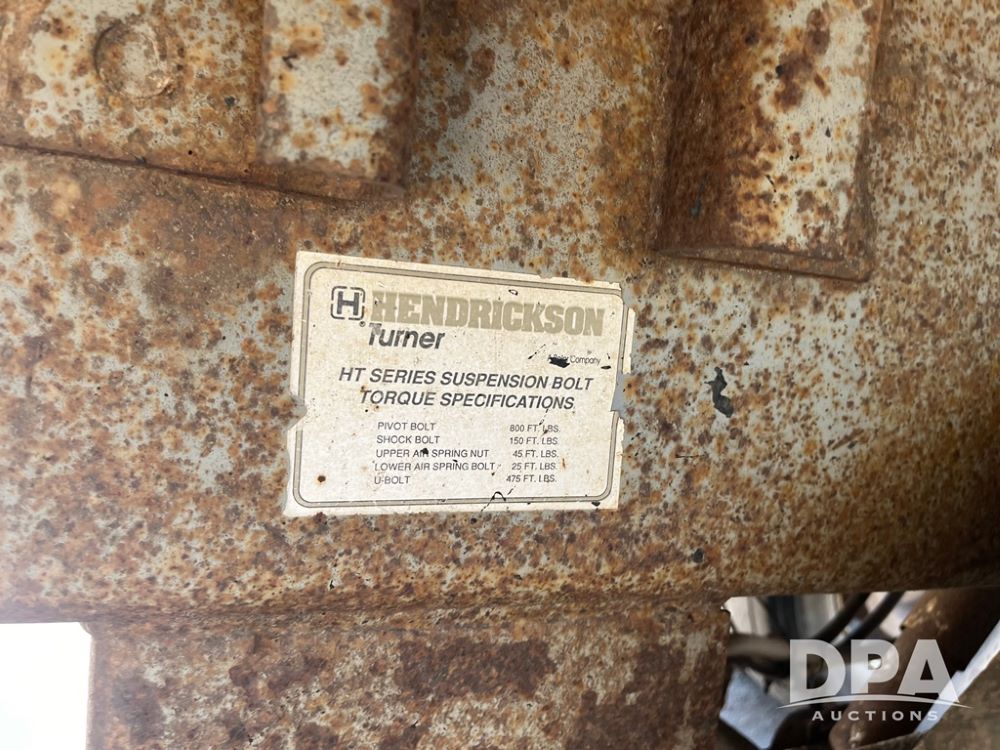 H HENDRICKSON
® Turner
A Company
HT SERIES SUSPENSION BOLT
TORQUE SPECIFICATIONS
PIVOT BOLT 800 FT. LBS.
SHOCK BOLT 150 FT. LBS.
UPPER AIR SPRING NUT 45 FT. LBS.
LOWER AIR SPRING BOLT 25 FT. LBS.
U-BOLT 475 FT. LBS.
DPA
AUCTIONS